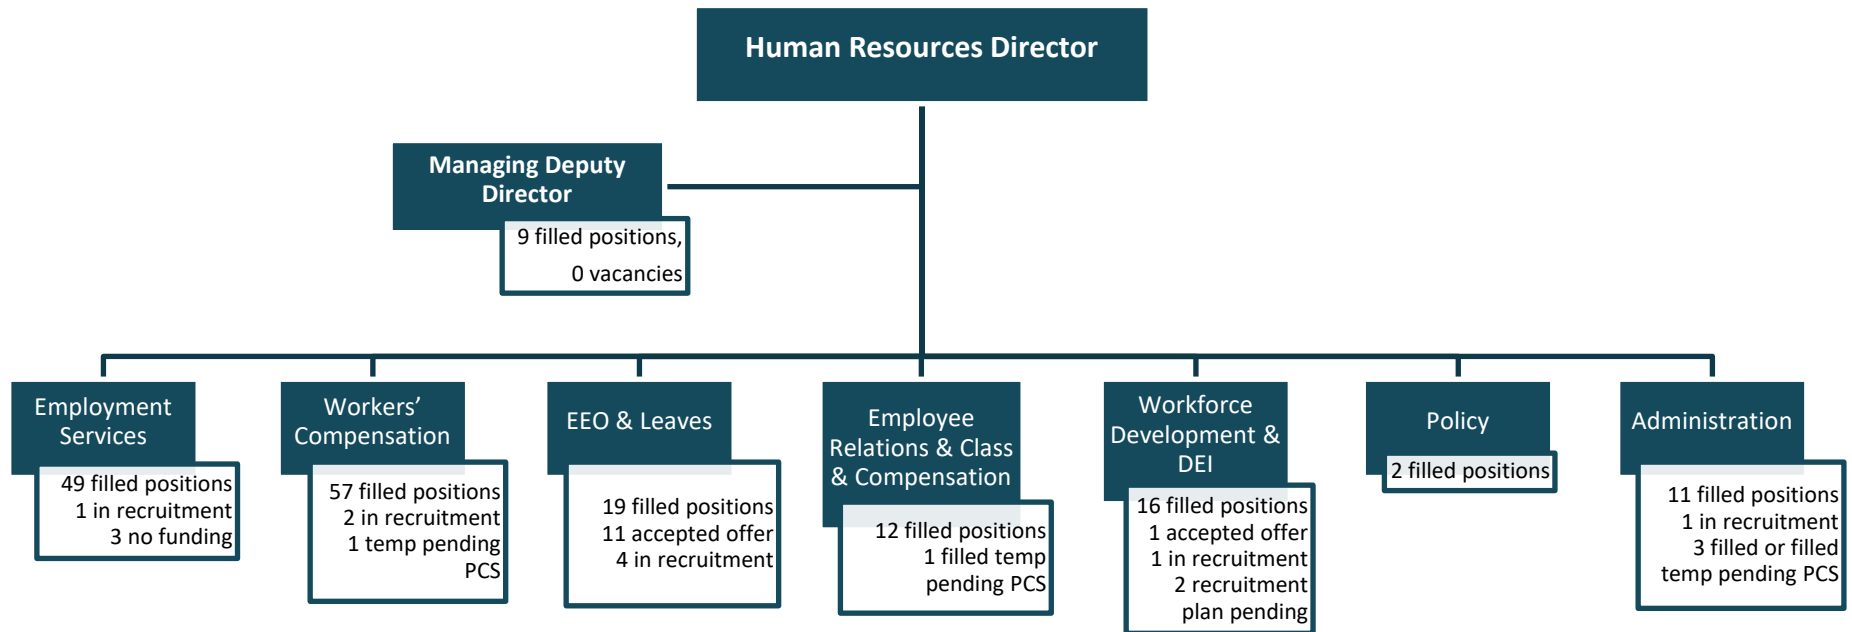 Human Resources Director
Managing Deputy
Director
9 filled positions,
0 vacancies
Employment
Services
49 filled positions
1 in recruitment
3 no funding
Workers’
Compensation
57 filled positions
2 in recruitment
1 temp pending
PCS
EEO & Leaves
19 filled positions
11 accepted offer
4 in recruitment
Employee
Relations & Class
& Compensation
12 filled positions
1 filled temp
pending PCS
Workforce
Development &
DEI
16 filled positions
1 accepted offer
1 in recruitment
2 recruitment
plan pending
Policy
2 filled positions
Administration
11 filled positions
1 in recruitment
3 filled or filled
temp pending PCS